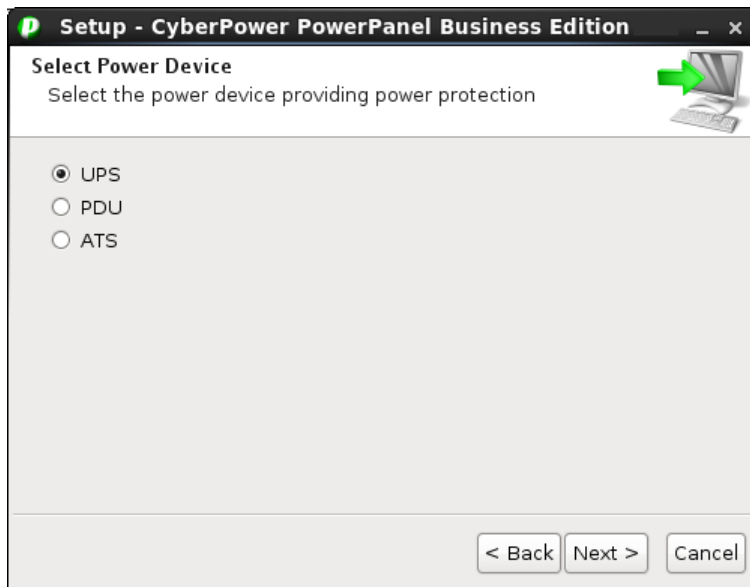 Setup - CyberPower PowerPanel Business Edition
Select Power Device
Select the power device providing power protection
UPS
PDU
ATS
< Back Next > Cancel